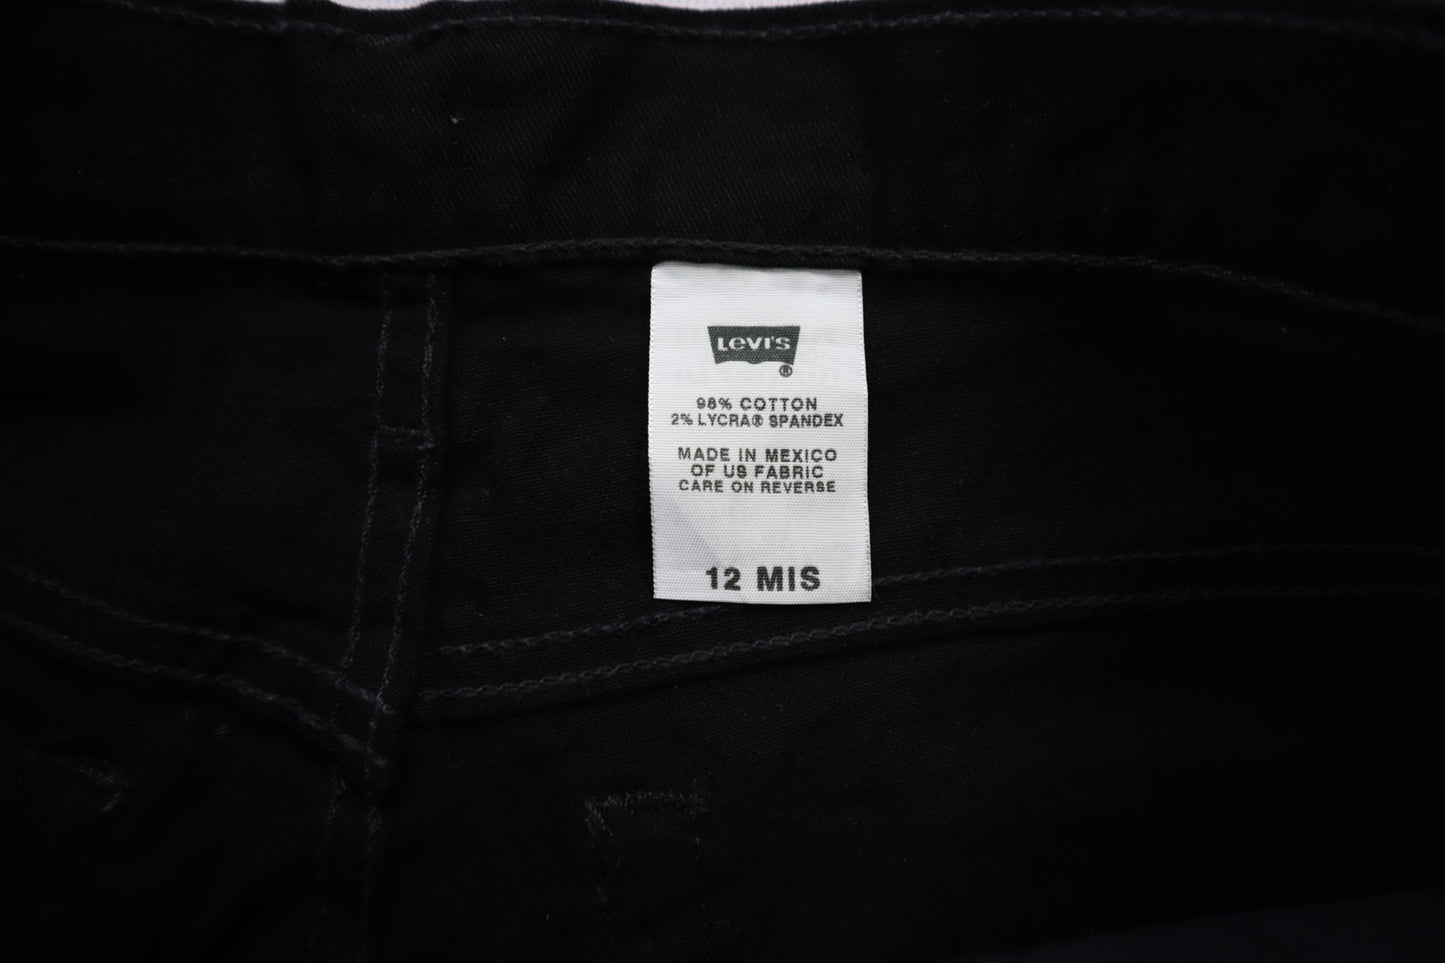 Levi's
®
98% COTTON
2% LYCRA® SPANDEX
MADE IN MEXICO
OF US FABRIC
CARE ON REVERSE
12 MIS